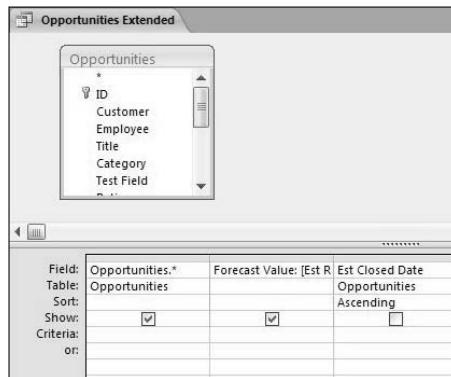 Opportunities Extended
Opportunities
*
ID
Customer
Employee
Title
Category
Test Field
Field: Opportunities.* Forecast Value: [Est R Est Closed Date
Table: Opportunities Opportunities
Sort: Ascending
Show:
Criteria:
or: